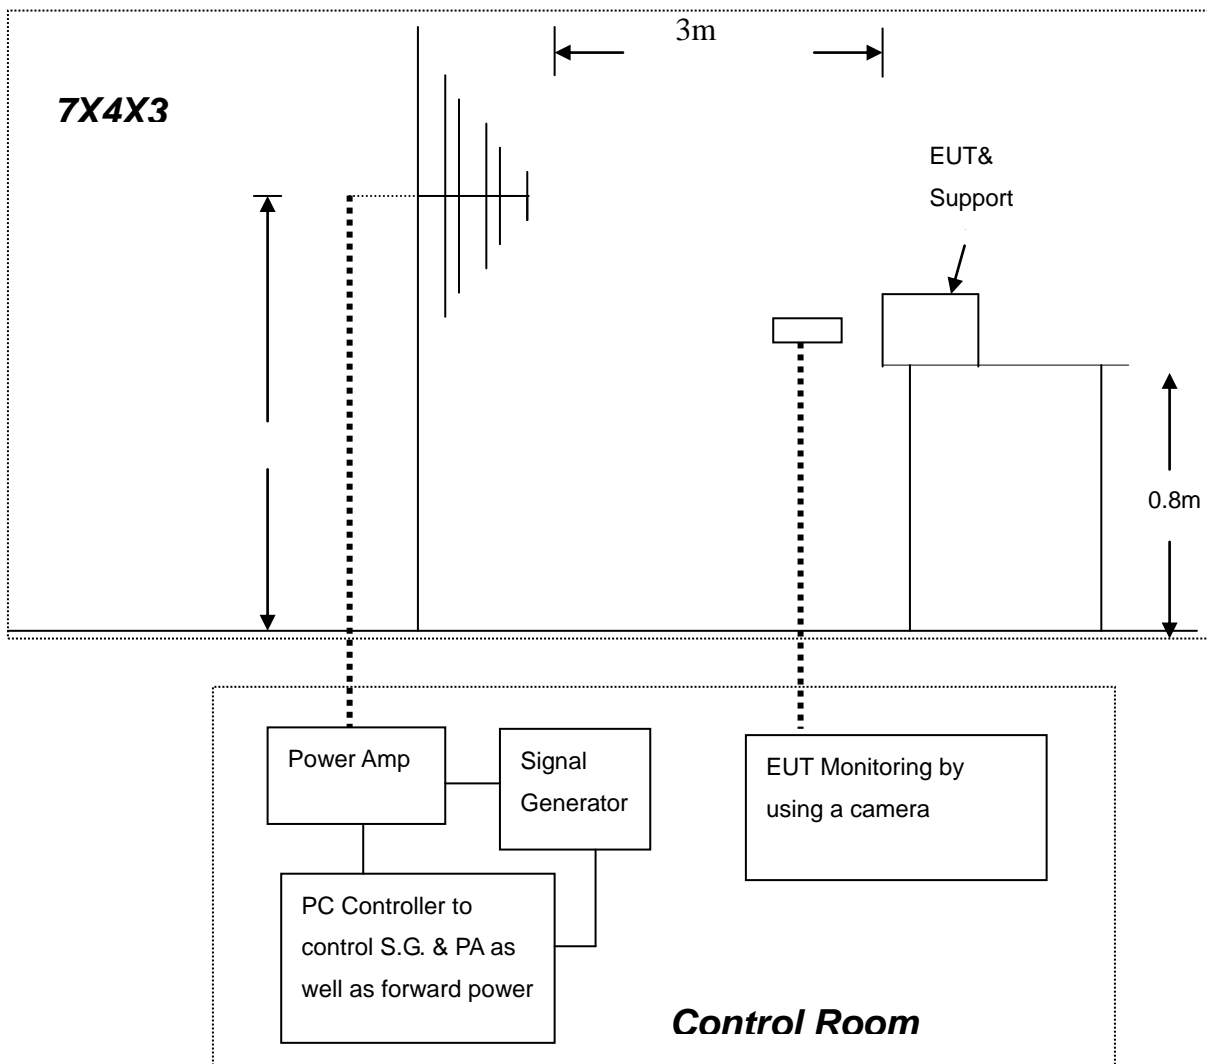 3m
7X4X3
EUT&
Support
0.8m
Power Amp
Signal
Generator
EUT Monitoring by
using a camera
PC Controller to
control S.G. & PA as
well as forward power
Control Room